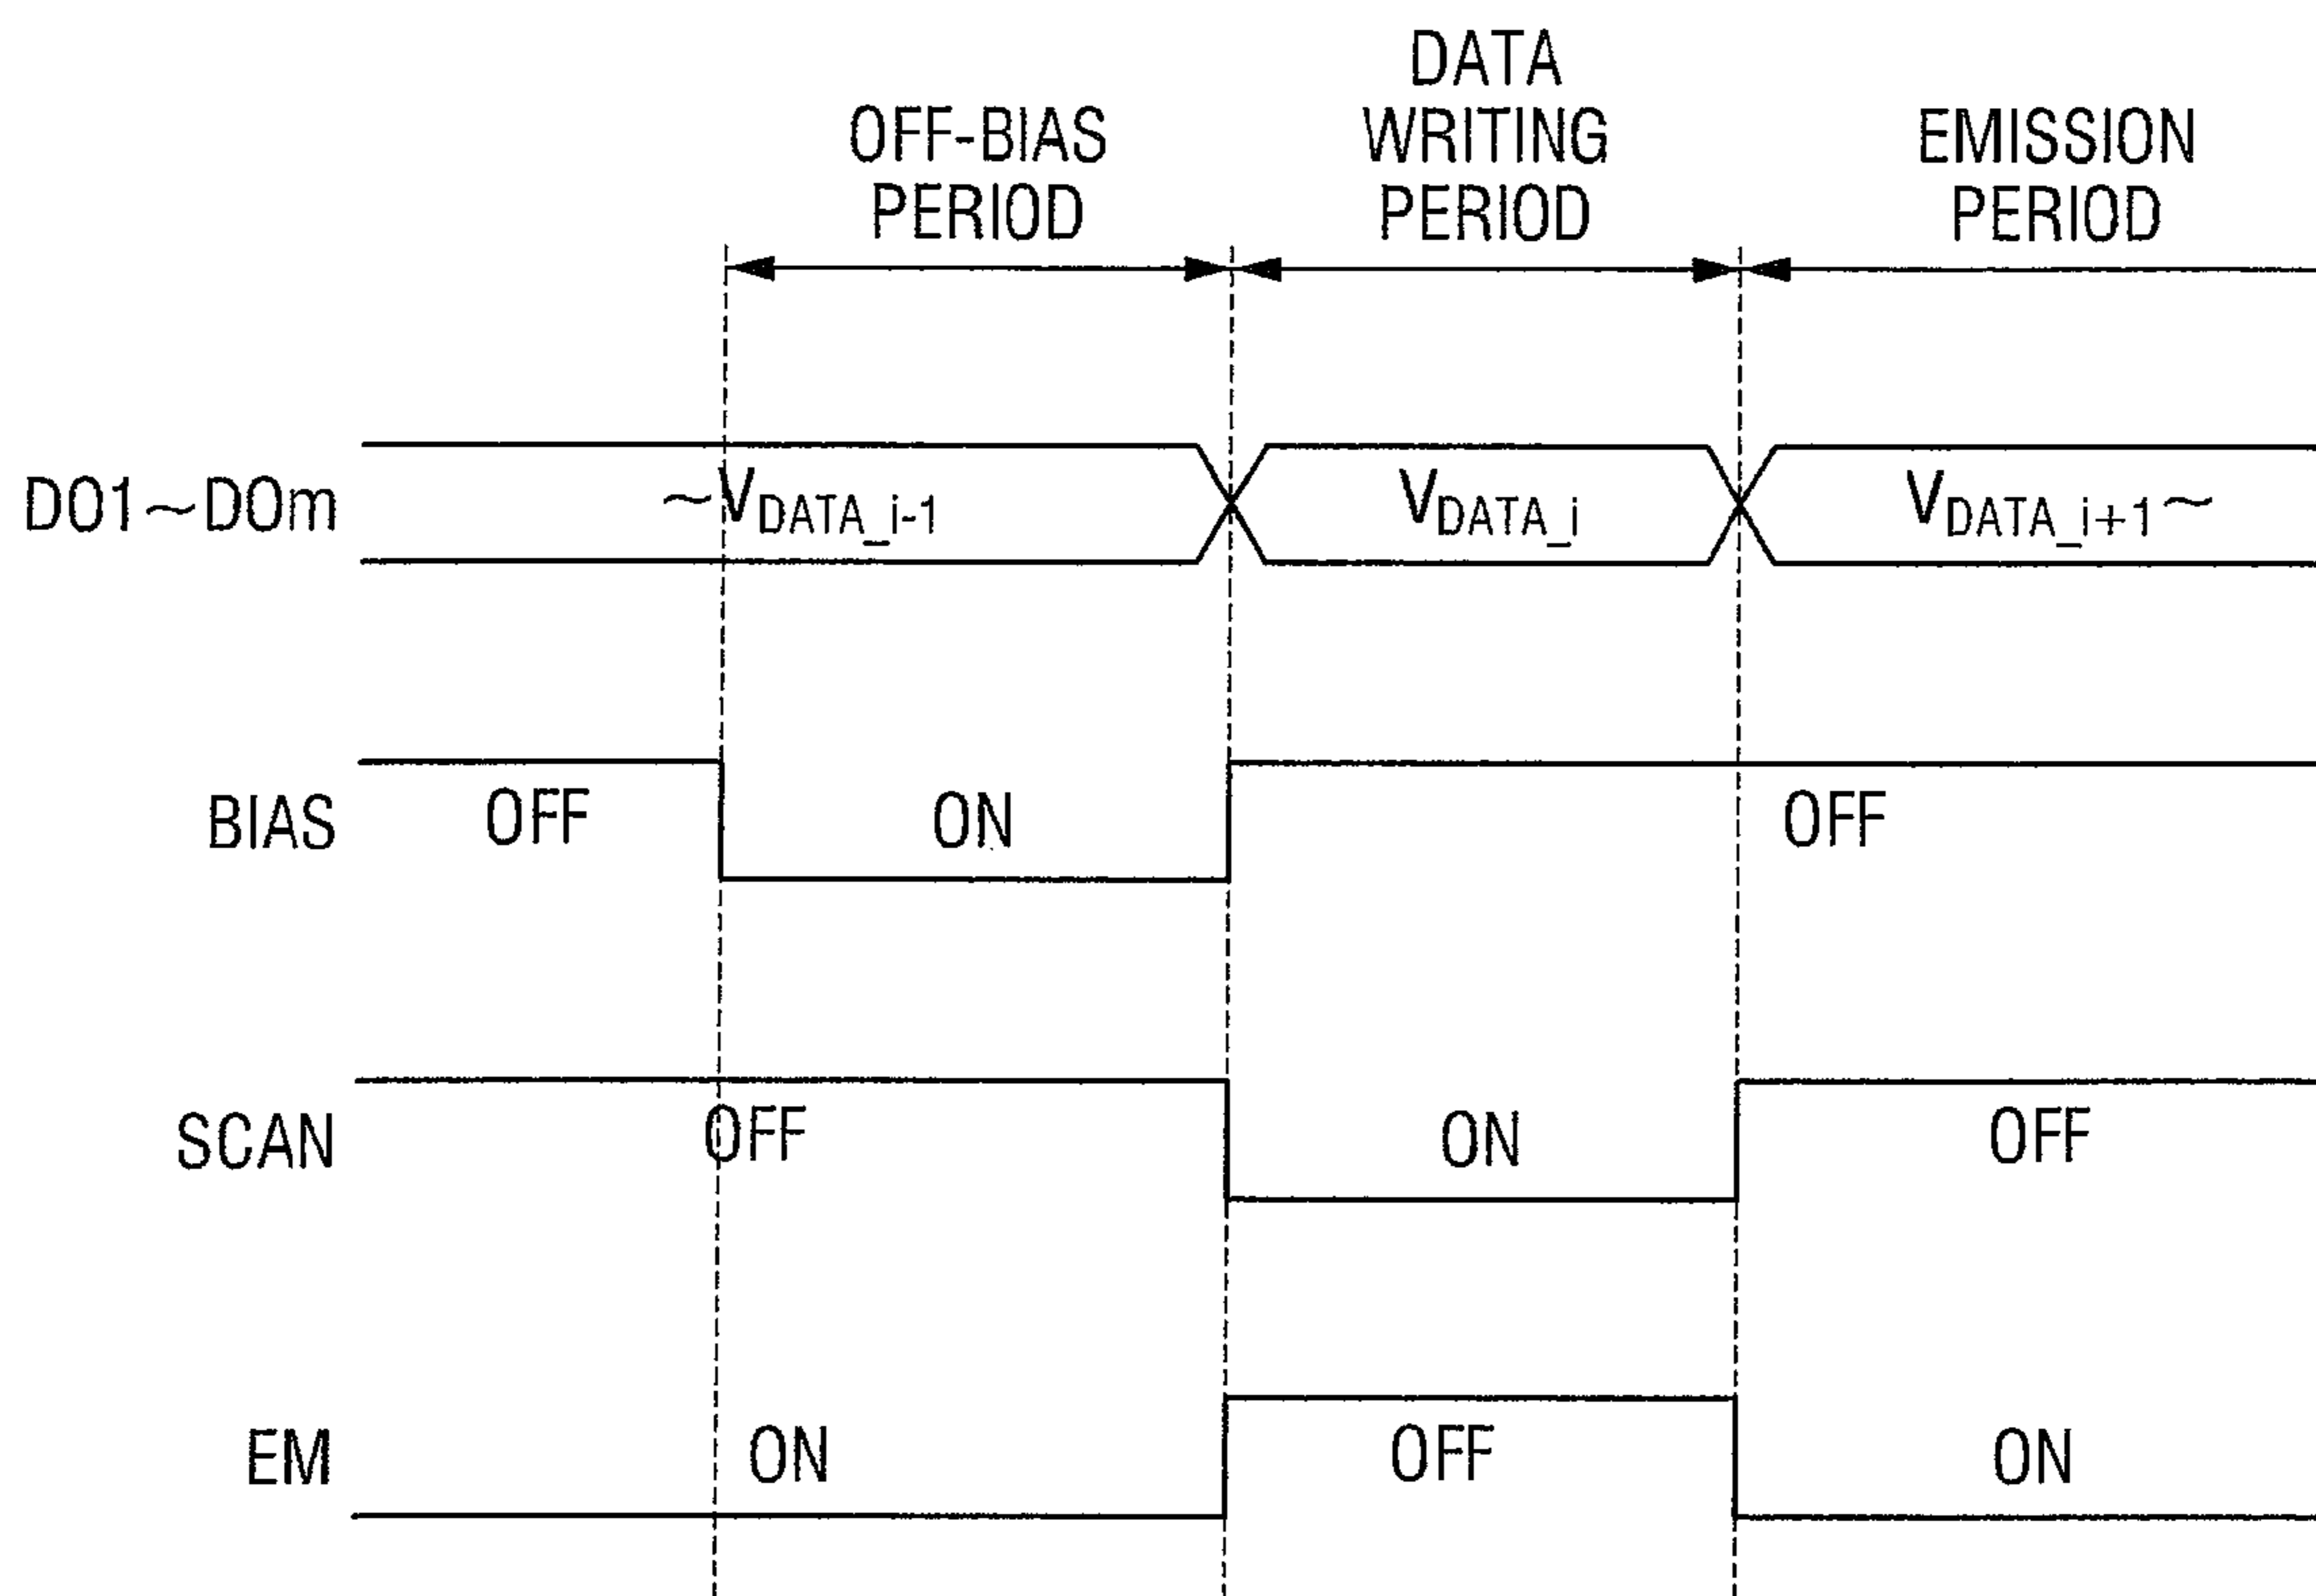 OFF-BIAS
PERIOD
DATA
WRITING
PERIOD
EMISSION
PERIOD
DO1~DOm
~VDATA_i-1
VDATA_i
VDATA_i+1~
BIAS
OFF
ON
OFF
SCAN
OFF
ON
OFF
EM
ON
OFF
ON